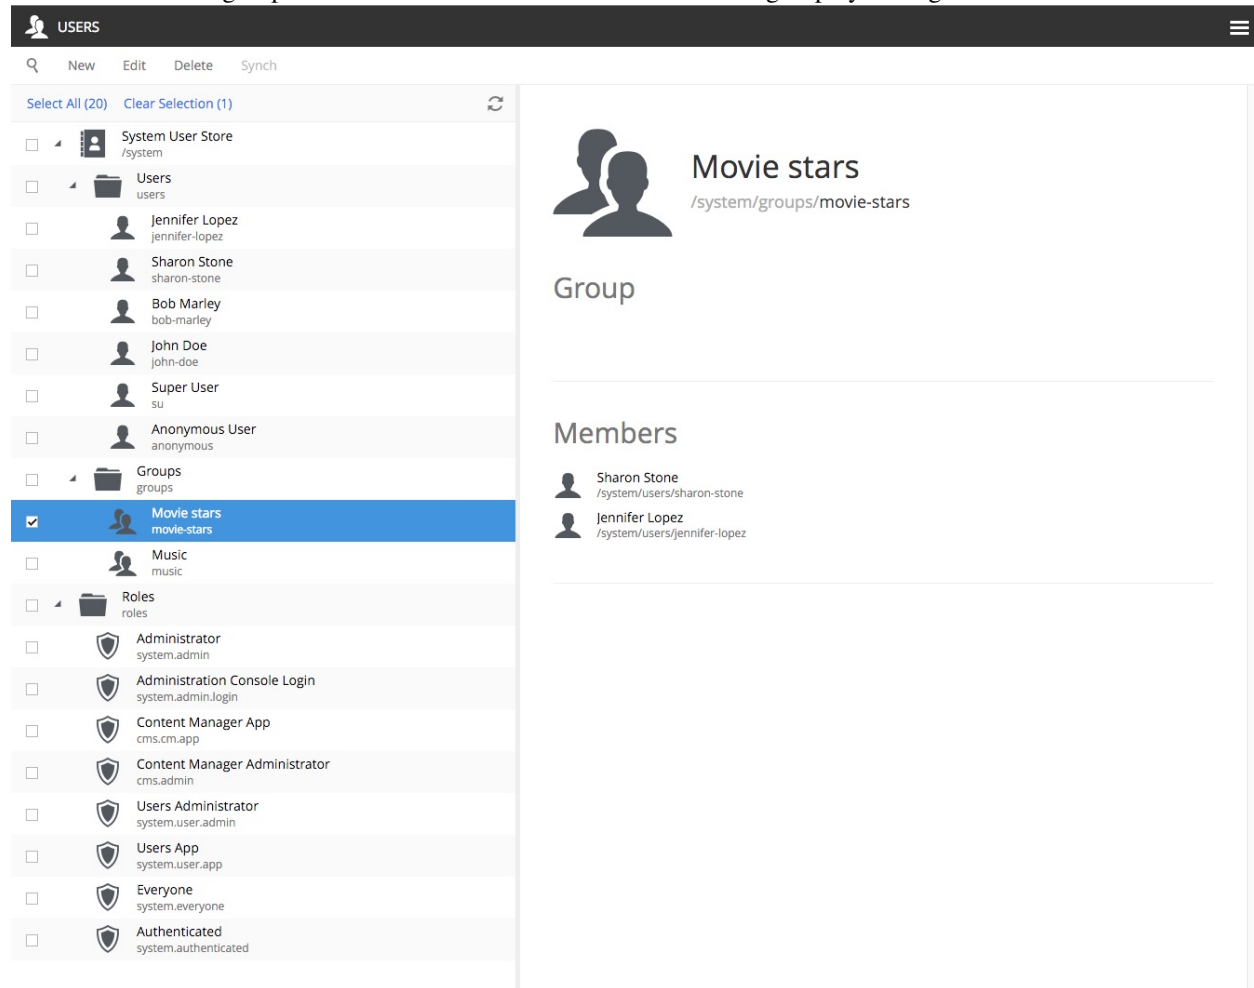 USERS
New Edit Delete Synch
Select All (20) Clear Selection (1)
System User Store
/system
Users
users
Jennifer Lopez
jennifer-lopez
Sharon Stone
sharon-stone
Bob Marley
bob-marley
John Doe
john-doe
Super User
su
Anonymous User
anonymous
Groups
groups
Movie stars
movie-stars
Music
music
Roles
roles
Administrator
system.admin
Administration Console Login
system.admin.login
Content Manager App
cms.cm.app
Content Manager Administrator
cms.admin
Users Administrator
system.user.admin
Users App
system.user.app
Everyone
system.everyone
Authenticated
system.authenticated
Movie stars
/system/groups/movie-stars
Group
Members
Sharon Stone
/system/users/sharon-stone
Jennifer Lopez
/system/users/jennifer-lopez